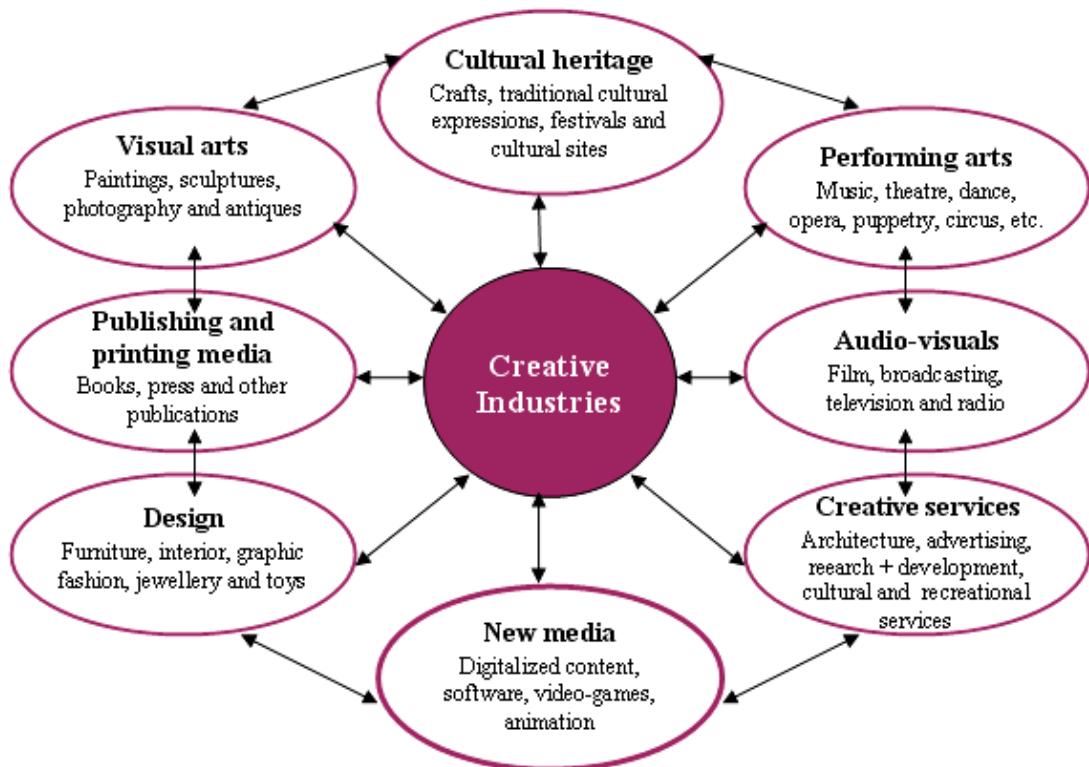 Cultural heritage
Crafts, traditional cultural
expressions, festivals and
cultural sites
Visual arts
Paintings, sculptures,
photography and antiques
Performing arts
Music, theatre, dance,
opera, puppetry, circus, etc.
Publishing and
printing media
Books, press and other
publications
Creative
Industries
Audio-visuals
Film, broadcasting,
television and radio
Design
Furniture, interior, graphic
fashion, jewellery and toys
Creative services
Architecture, advertising,
reearch + development,
cultural and recreational
services
New media
Digitalized content,
software, video-games,
animation